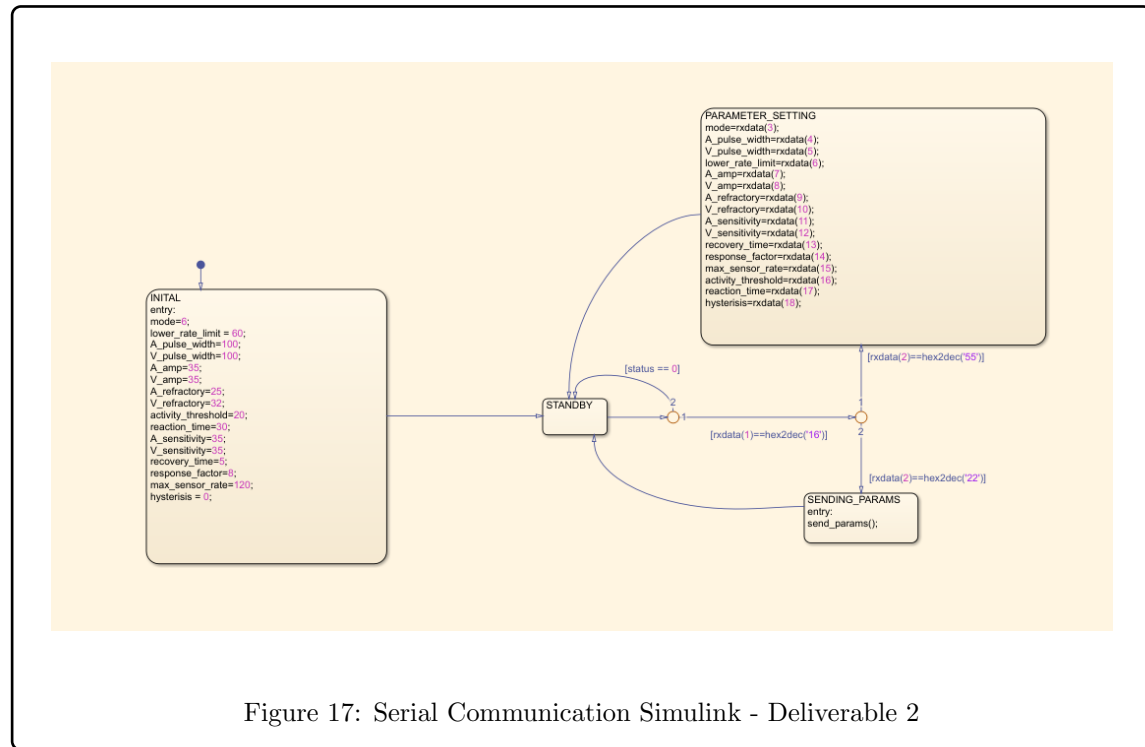 PARAMETER_SETTING
mode=rxdata(3);
A_pulse_width=rxdata(4);
V_pulse_width=rxdata(5);
lower_rate_limit=rxdata(6);
A_amp=rxdata(7);
V_amp=rxdata(8);
A_refractory=rxdata(9);
V_refractory=rxdata(10);
A_sensitivity=rxdata(11);
V_sensitivity=rxdata(12);
recovery_time=rxdata(13);
response_factor=rxdata(14);
max_sensor_rate=rxdata(15);
activity_threshold=rxdata(16);
reaction_time=rxdata(17);
hysterisis=rxdata(18);
INITAL
entry:
mode=6;
lower_rate_limit = 60;
A_pulse_width=100;
V_pulse_width=100;
A_amp=35;
V_amp=35;
A_refractory=25;
V_refractory=32;
activity_threshold=20;
reaction_time=30;
A_sensitivity=35;
V_sensitivity=35;
recovery_time=5;
response_factor=8;
max_sensor_rate=120;
hysterisis = 0;
[rxdata(2)==hex2dec('55')]
[status == 0]
STANDBY
2
1
1
2
[rxdata(1)==hex2dec('16')]
[rxdata(2)==hex2dec('22')]
SENDING_PARAMS
entry:
send_params();
Figure 17: Serial Communication Simulink - Deliverable 2